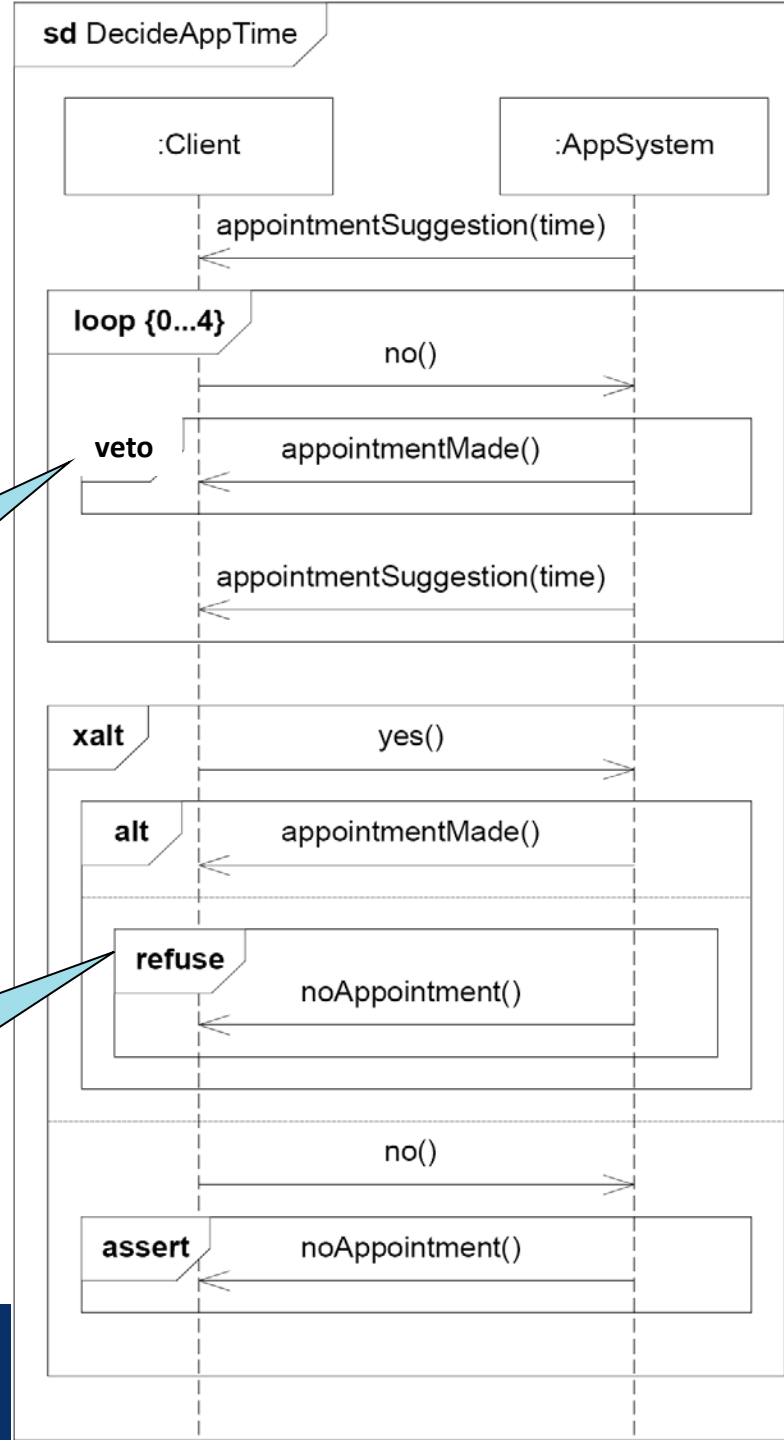 sd DecideAppTime
:Client
:AppSystem
appointmentSuggestion(time)
loop {0...4}
no()
veto
appointmentMade()
appointmentSuggestion(time)
xalt
yes()
alt
appointmentMade()
refuse
noAppointment()
no()
assert
noAppointment()